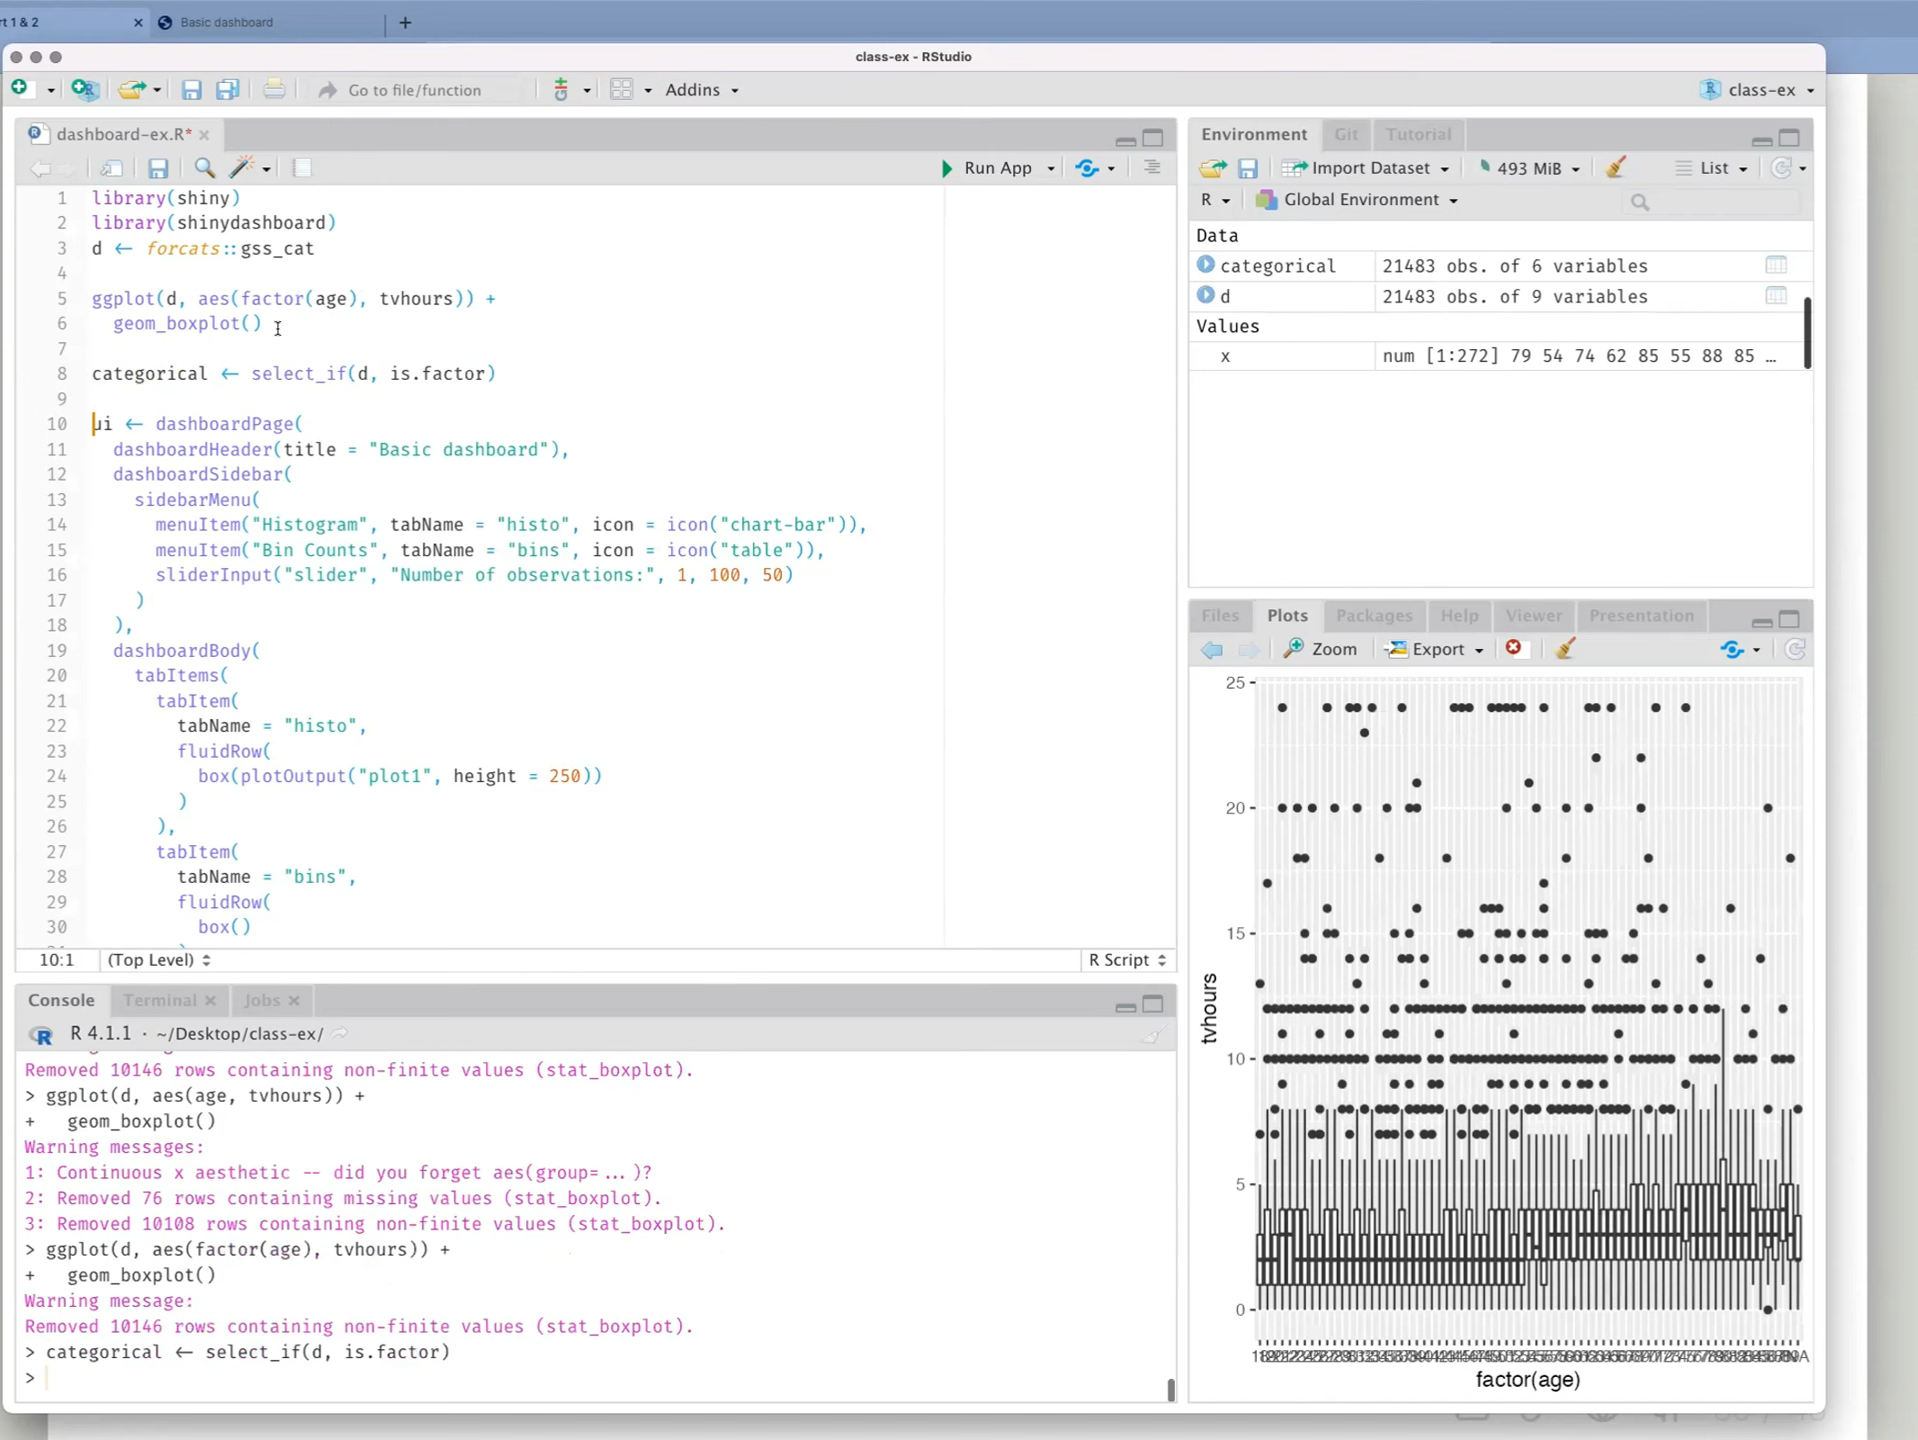 rt 1 & 2
Basic dashboard
class-ex - RStudio
Go to file/function
Addins
class-ex
dashboard-ex.R*
Run App
1 library(shiny)
2 library(shinydashboard)
3 d ← forcats::gss_cat
4
5 ggplot(d, aes(factor(age), tvhours)) +
6 geom_boxplot()
7
8 categorical ← select_if(d, is.factor)
9
10 ui ← dashboardPage(
11 dashboardHeader(title = "Basic dashboard"),
12 dashboardSidebar(
13 sidebarMenu(
14 menuItem("Histogram", tabName = "histo", icon = icon("chart-bar")),
15 menuItem("Bin Counts", tabName = "bins", icon = icon("table")),
16 sliderInput("slider", "Number of observations:", 1, 100, 50)
17 )
18 ),
19 dashboardBody(
20 tabItems(
21 tabItem(
22 tabName = "histo",
23 fluidRow(
24 box(plotOutput("plot1", height = 250))
25 )
26 ),
27 tabItem(
28 tabName = "bins",
29 fluidRow(
30 box()
10:1 (Top Level) R Script
Console Terminal Jobs
R 4.1.1 · ~/Desktop/class-ex/
Removed 10146 rows containing non-finite values (stat_boxplot).
> ggplot(d, aes(age, tvhours)) +
+ geom_boxplot()
Warning messages:
1: Continuous x aesthetic -- did you forget aes(group=...)?
2: Removed 76 rows containing missing values (stat_boxplot).
3: Removed 10108 rows containing non-finite values (stat_boxplot).
> ggplot(d, aes(factor(age), tvhours)) +
+ geom_boxplot()
Warning message:
Removed 10146 rows containing non-finite values (stat_boxplot).
> categorical ← select_if(d, is.factor)
>
Environment Git Tutorial
Import Dataset 493 MiB List
R Global Environment
Data
categorical 21483 obs. of 6 variables
d 21483 obs. of 9 variables
Values
x num [1:272] 79 54 74 62 85 55 88 85 …
Files Plots Packages Help Viewer Presentation
Zoom Export
25
20
15
10
5
0
tvhours
factor(age)